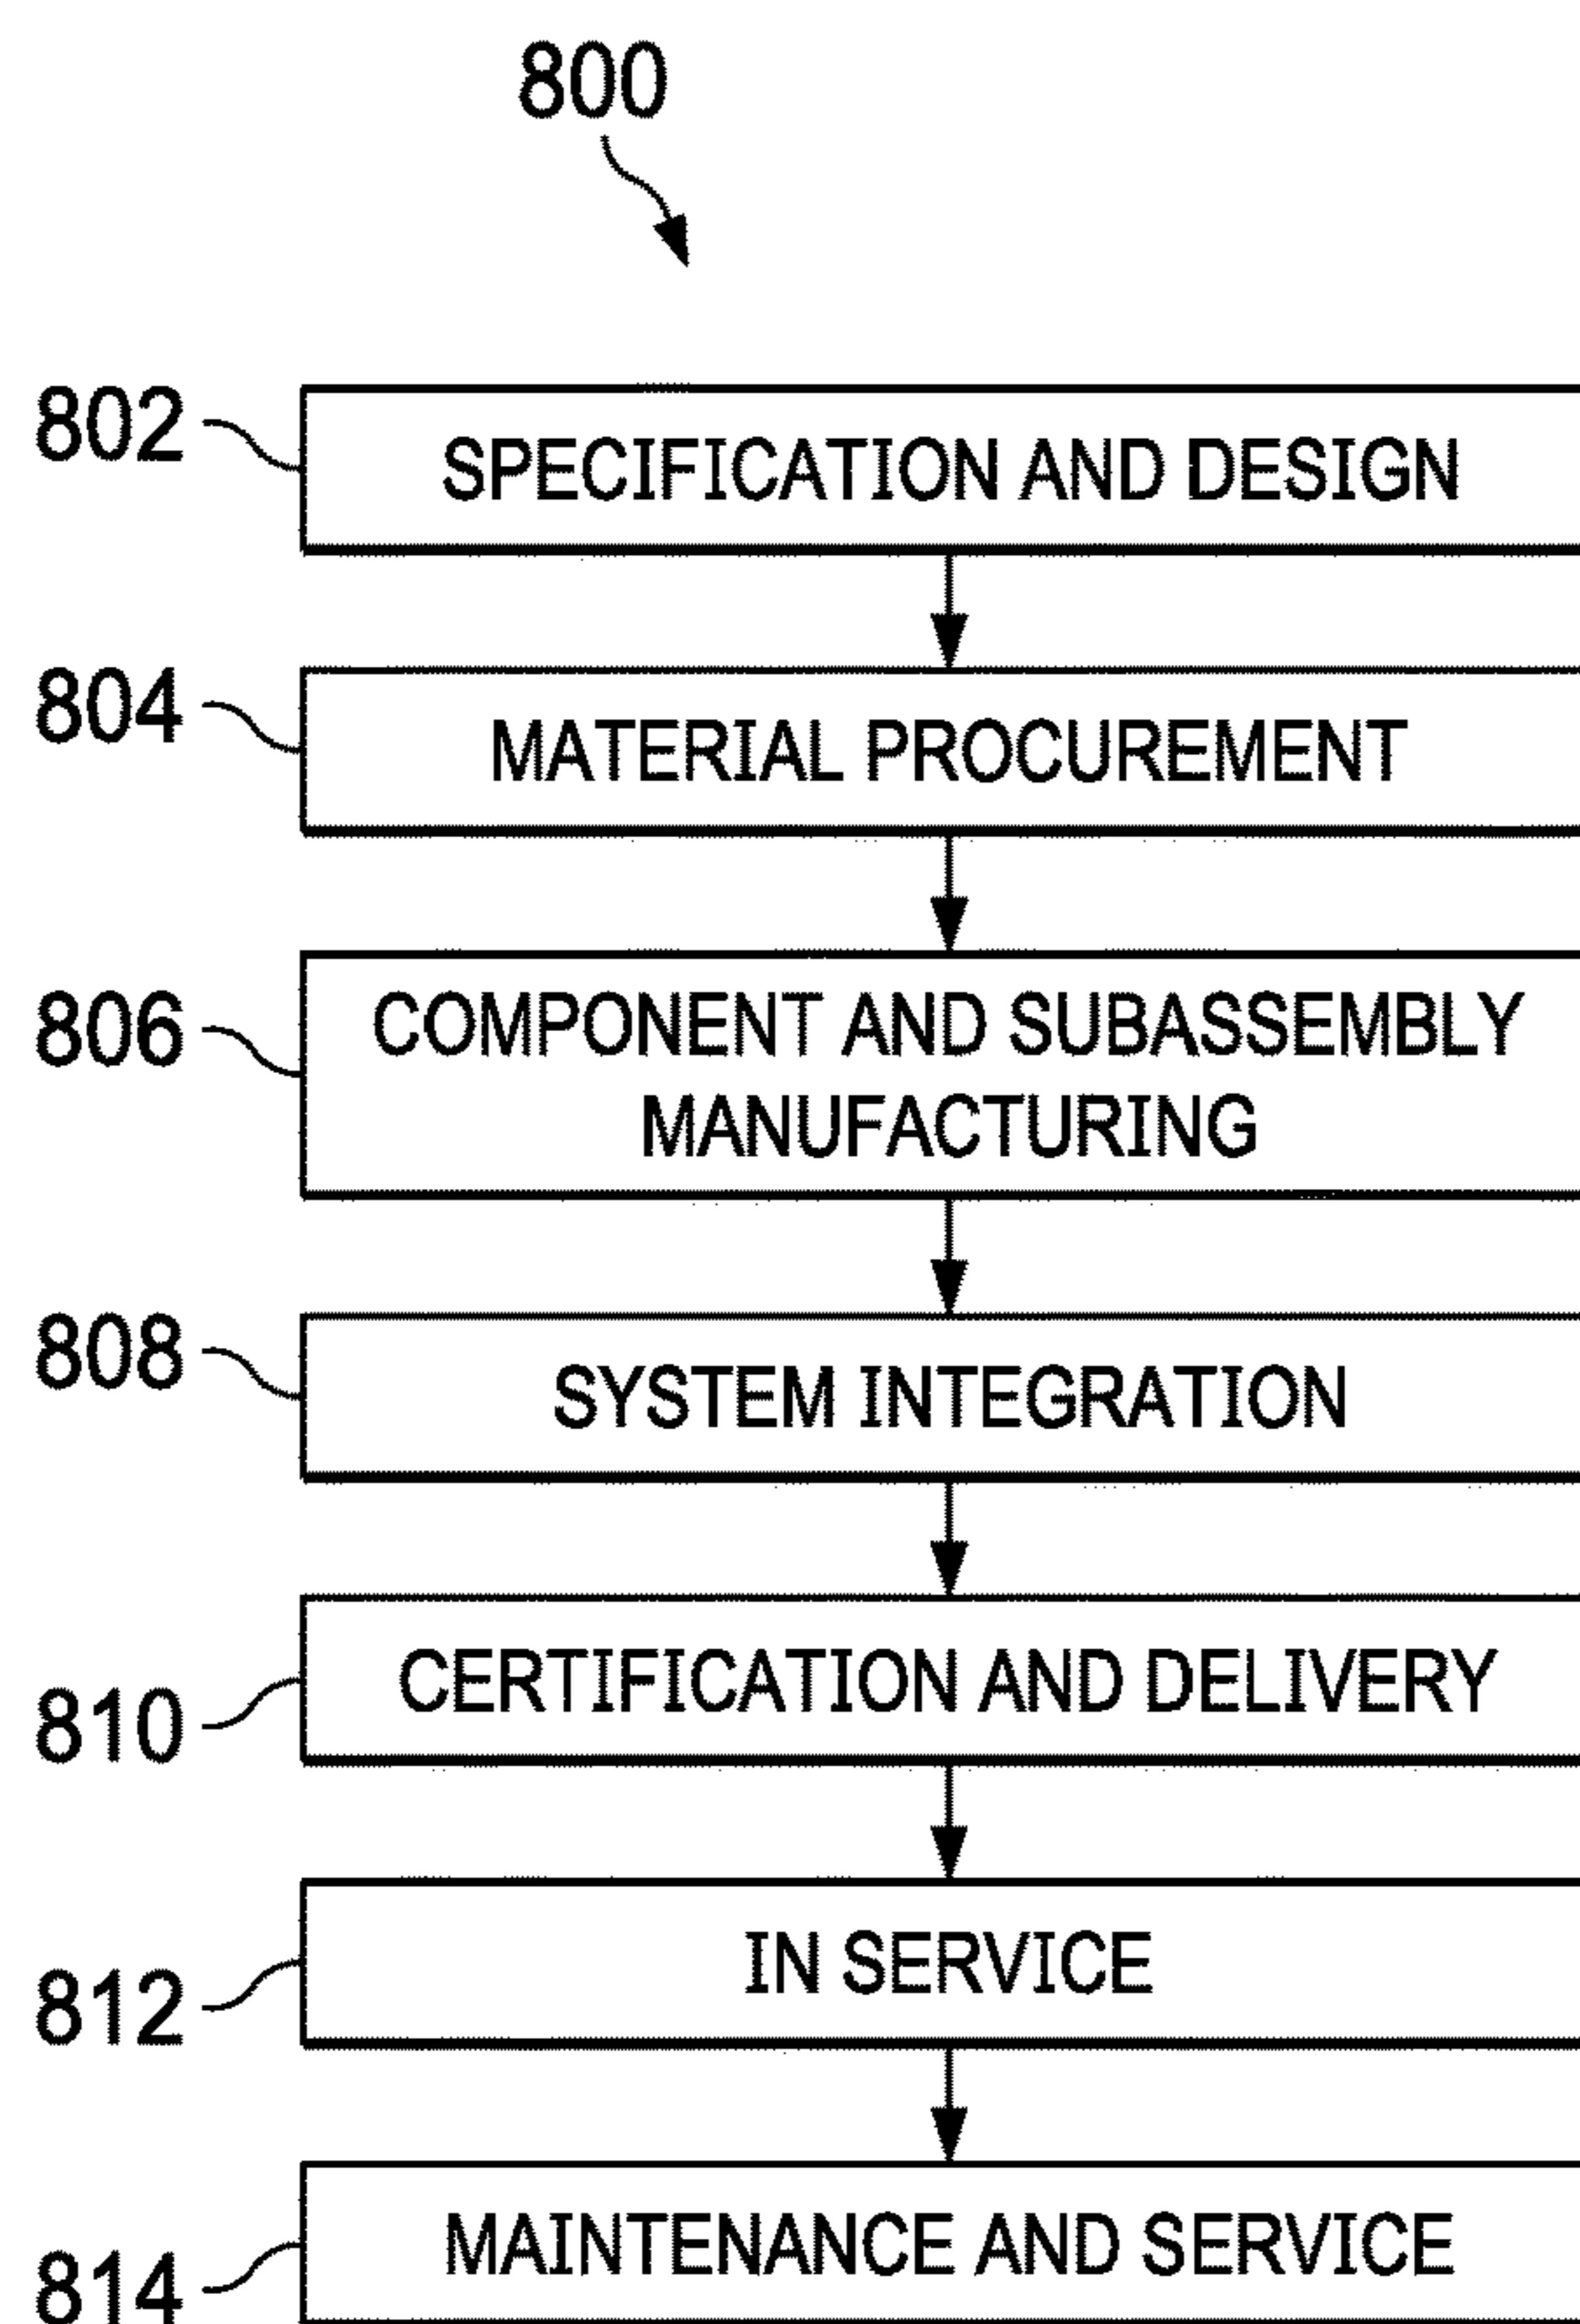 800
802
SPECIFICATION AND DESIGN
804
MATERIAL PROCUREMENT
806
COMPONENT AND SUBASSEMBLY
MANUFACTURING
808
SYSTEM INTEGRATION
810
CERTIFICATION AND DELIVERY
812
IN SERVICE
814
MAINTENANCE AND SERVICE